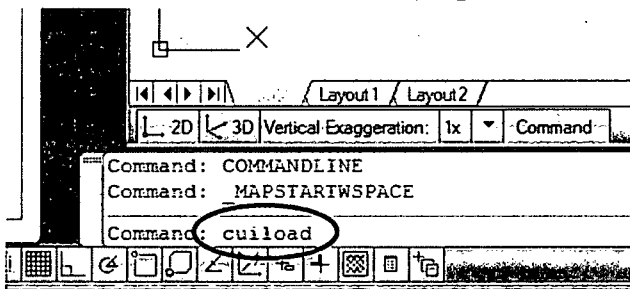 X
Layout1 Layout2
2D 3D Vertical Exaggeration: 1x Command
Command: COMMANDLINE
Command: _MAPSTARTWSPACE
Command: cuiload